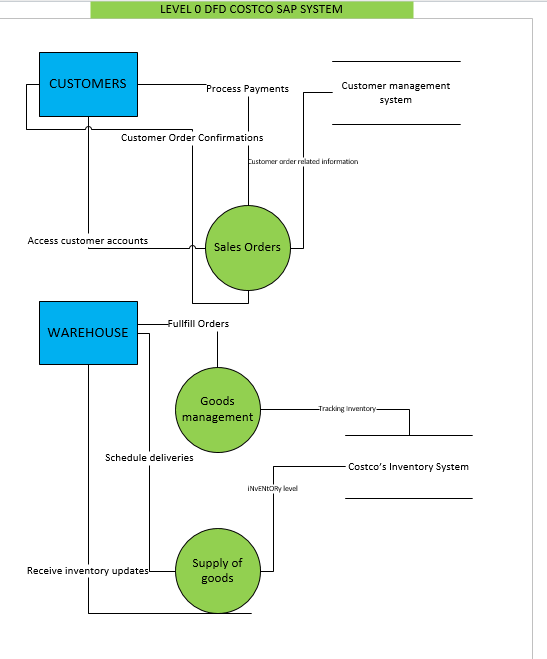 LEVEL 0 DFD COSTCO SAP SYSTEM
CUSTOMERS
Process Payments
Customer management
system
Customer Order Confirmations
Customer order related information
Access customer accounts
Sales Orders
WAREHOUSE
Fullfill Orders
Goods
management
Tracking Inventory
Schedule deliveries
Costco's Inventory System
iNvENtORy level
Receive inventory updates
Supply of
goods